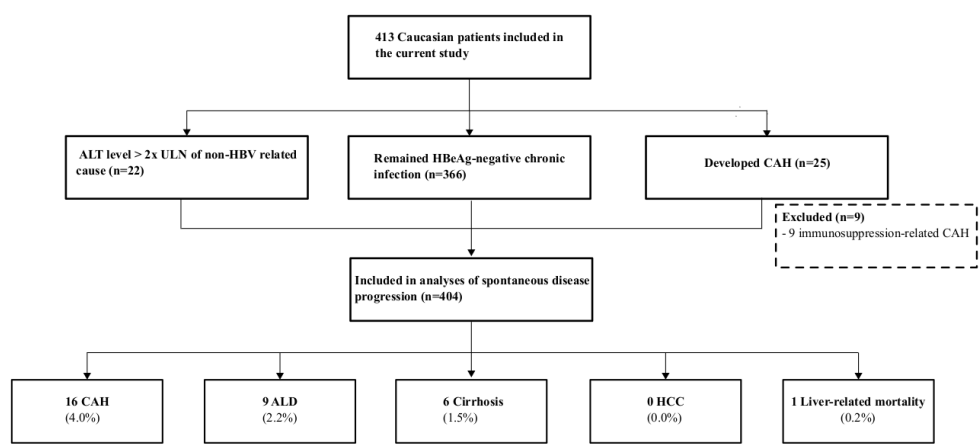 413 Caucasian patients included in
the current study
ALT level > 2x ULN of non-HBV related
cause (n=22)
Remained HBeAg-negative chronic
infection (n=366)
Developed CAH (n=25)
Excluded (n=9)
- 9 immunosuppression-related CAH
Included in analyses of spontaneous disease
progression (n=404)
16 CAH
(4.0%)
9 ALD
(2.2%)
6 Cirrhosis
(1.5%)
0 HCC
(0.0%)
1 Liver-related mortality
(0.2%)